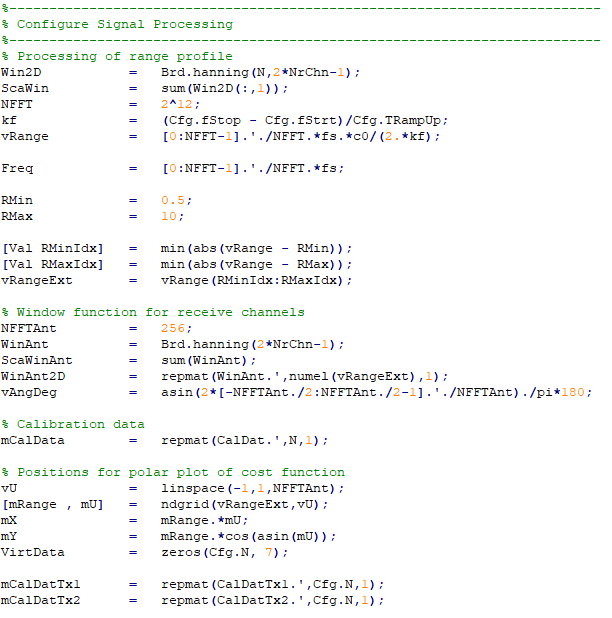 %--------------------------------------------------------------------------
% Configure Signal Processing
%--------------------------------------------------------------------------
% Processing of range profile
Win2D           =   Brd.hanning(N,2*NrChn-1);
ScaWin          =   sum(Win2D(:,1));
NFFT            =   2^12;
kf              =   (Cfg.fStop - Cfg.fStrt)/Cfg.TRampUp;
vRange          =   [0:NFFT-1].'./NFFT.*fs.*c0/(2.*kf);

Freq            =   [0:NFFT-1].'./NFFT.*fs;

RMin            =   0.5;
RMax            =   10;

[Val RMinIdx]   =   min(abs(vRange - RMin));
[Val RMaxIdx]   =   min(abs(vRange - RMax));
vRangeExt       =   vRange(RMinIdx:RMaxIdx);

% Window function for receive channels
NFFTAnt         =   256;
WinAnt          =   Brd.hanning(2*NrChn-1);
ScaWinAnt       =   sum(WinAnt);
WinAnt2D        =   repmat(WinAnt.',numel(vRangeExt),1);
vAngDeg         =   asin(2*[-NFFTAnt./2:NFFTAnt./2-1].'./NFFTAnt)./pi*180;

% Calibration data
mCalData        =   repmat(CalDat.',N,1);

% Positions for polar plot of cost function
vU              =   linspace(-1,1,NFFTAnt);
[mRange , mU]   =   ndgrid(vRangeExt,vU);
mX              =   mRange.*mU;
mY              =   mRange.*cos(asin(mU));
VirtData        =   zeros(Cfg.N, 7);

mCalDatTx1      =   repmat(CalDatTx1.',Cfg.N,1);
mCalDatTx2      =   repmat(CalDatTx2.',Cfg.N,1);